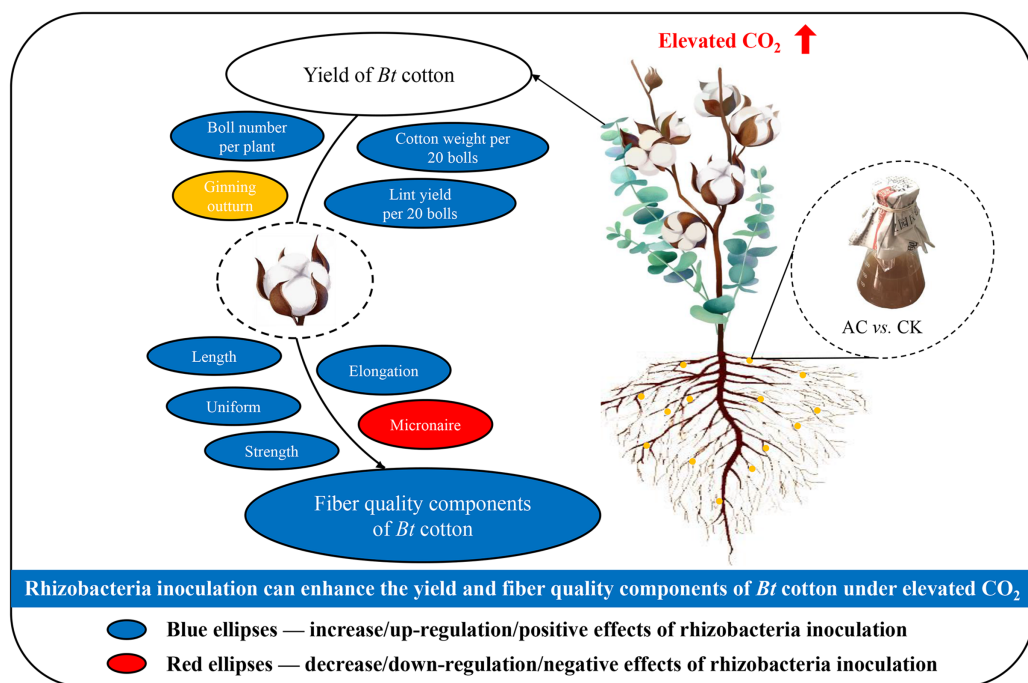 Elevated CO₂
Yield of Bt cotton
Boll number
per plant
Cotton weight per
20 bolls
Ginning
outturn
Lint yield
per 20 bolls
AC vs. CK
Length
Elongation
Uniform
Micronaire
Strength
Fiber quality components
of Bt cotton
Rhizobacteria inoculation can enhance the yield and fiber quality components of Bt cotton under elevated CO₂
Blue ellipses — increase/up-regulation/positive effects of rhizobacteria inoculation
Red ellipses — decrease/down-regulation/negative effects of rhizobacteria inoculation